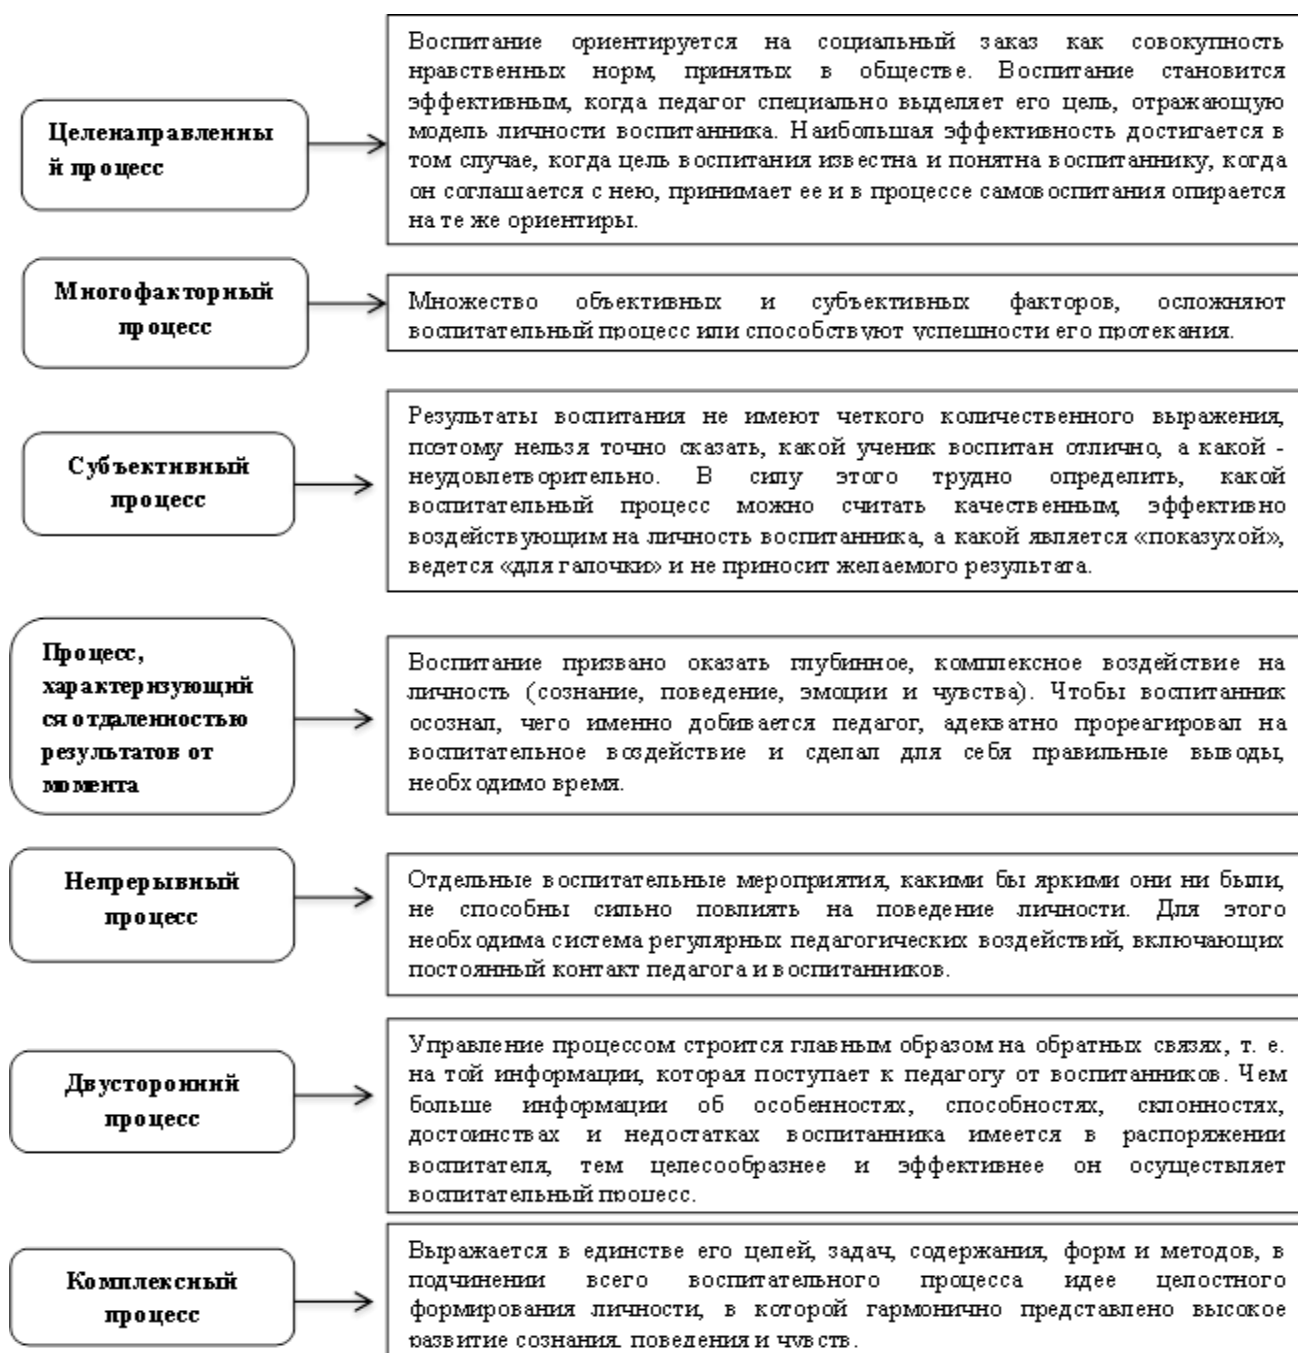 Целенаправленны
й процесс
Воспитание ориентируется на социальный заказ как совокупность
нравственных норм, принятых в обществе. Воспитание становится
эффективным, когда педагог специально выделяет его цель, отражающую
модель личности воспитанника. Наибольшая эффективность достигается в
том случае, когда цель воспитания известна и понятна воспитаннику, когда
он соглашается с нею, принимает ее и в процессе самовоспитания опирается
на те же ориентиры.
Многофакторный
процесс
Множество объективных и субъективных факторов, осложняют
воспитательный процесс или способствуют успешности его протекания.
Субъективный
процесс
Результаты воспитания не имеют четкого количественного выражения,
поэтому нельзя точно сказать, какой ученик воспитан отлично, а какой -
неудовлетворительно. В силу этого трудно определить, какой
воспитательный процесс можно считать качественным, эффективно
воздействующим на личность воспитанника, а какой является «показухой»,
ведется «для галочки» и не приносит желаемого результата.
Процесс,
характеризующий
ся отдаленностью
результатов от
момента
Воспитание призвано оказать глубинное, комплексное воздействие на
личность (сознание, поведение, эмоции и чувства). Чтобы воспитанник
осознал, чего именно добивается педагог, адекватно прореагировал на
воспитательное воздействие и сделал для себя правильные выводы,
необходимо время.
Непрерывный
процесс
Отдельные воспитательные мероприятия, какими бы яркими они ни были,
не способны сильно повлиять на поведение личности. Для этого
необходима система регулярных педагогических воздействий, включающих
постоянный контакт педагога и воспитанников.
Двусторонний
процесс
Управление процессом строится главным образом на обратных связях, т. е.
на той информации, которая поступает к педагогу от воспитанников. Чем
больше информации об особенностях, способностях, склонностях,
достоинствах и недостатках воспитанника имеется в распоряжении
воспитателя, тем целесообразнее и эффективнее он осуществляет
воспитательный процесс.
Комплексный
процесс
Выражается в единстве его целей, задач, содержания, форм и методов, в
подчинении всего воспитательного процесса идее целостного
формирования личности, в которой гармонично представлено высокое
развитие сознания, поведения и чувств.